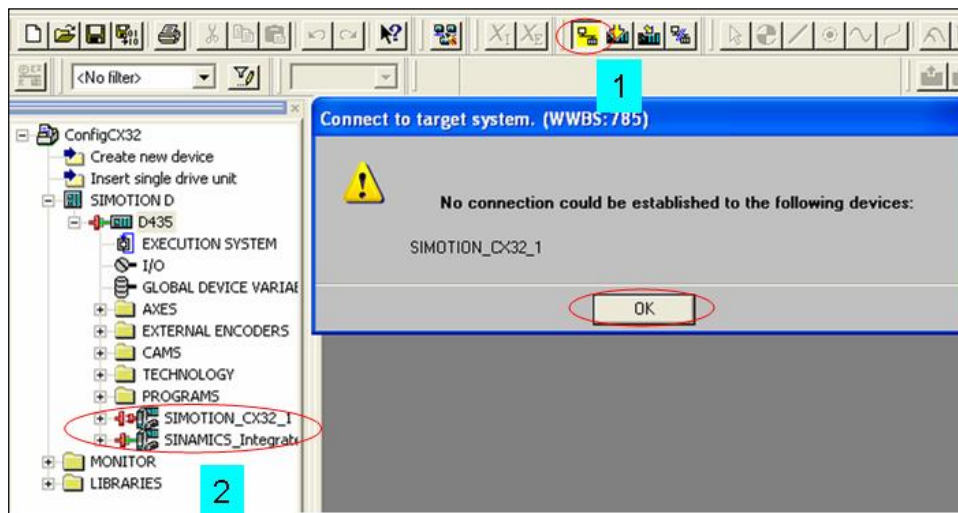 <No filter>
1
Connect to target system. (WWBS:785)
No connection could be established to the following devices:
SIMOTION_CX32_1
OK
ConfigCX32
Create new device
Insert single drive unit
SIMOTION D
D435
EXECUTION SYSTEM
I/O
GLOBAL DEVICE VARIAB
AXES
EXTERNAL ENCODERS
CAMS
TECHNOLOGY
PROGRAMS
SIMOTION_CX32_1
SINAMICS_Integrate
MONITOR
LIBRARIES
2